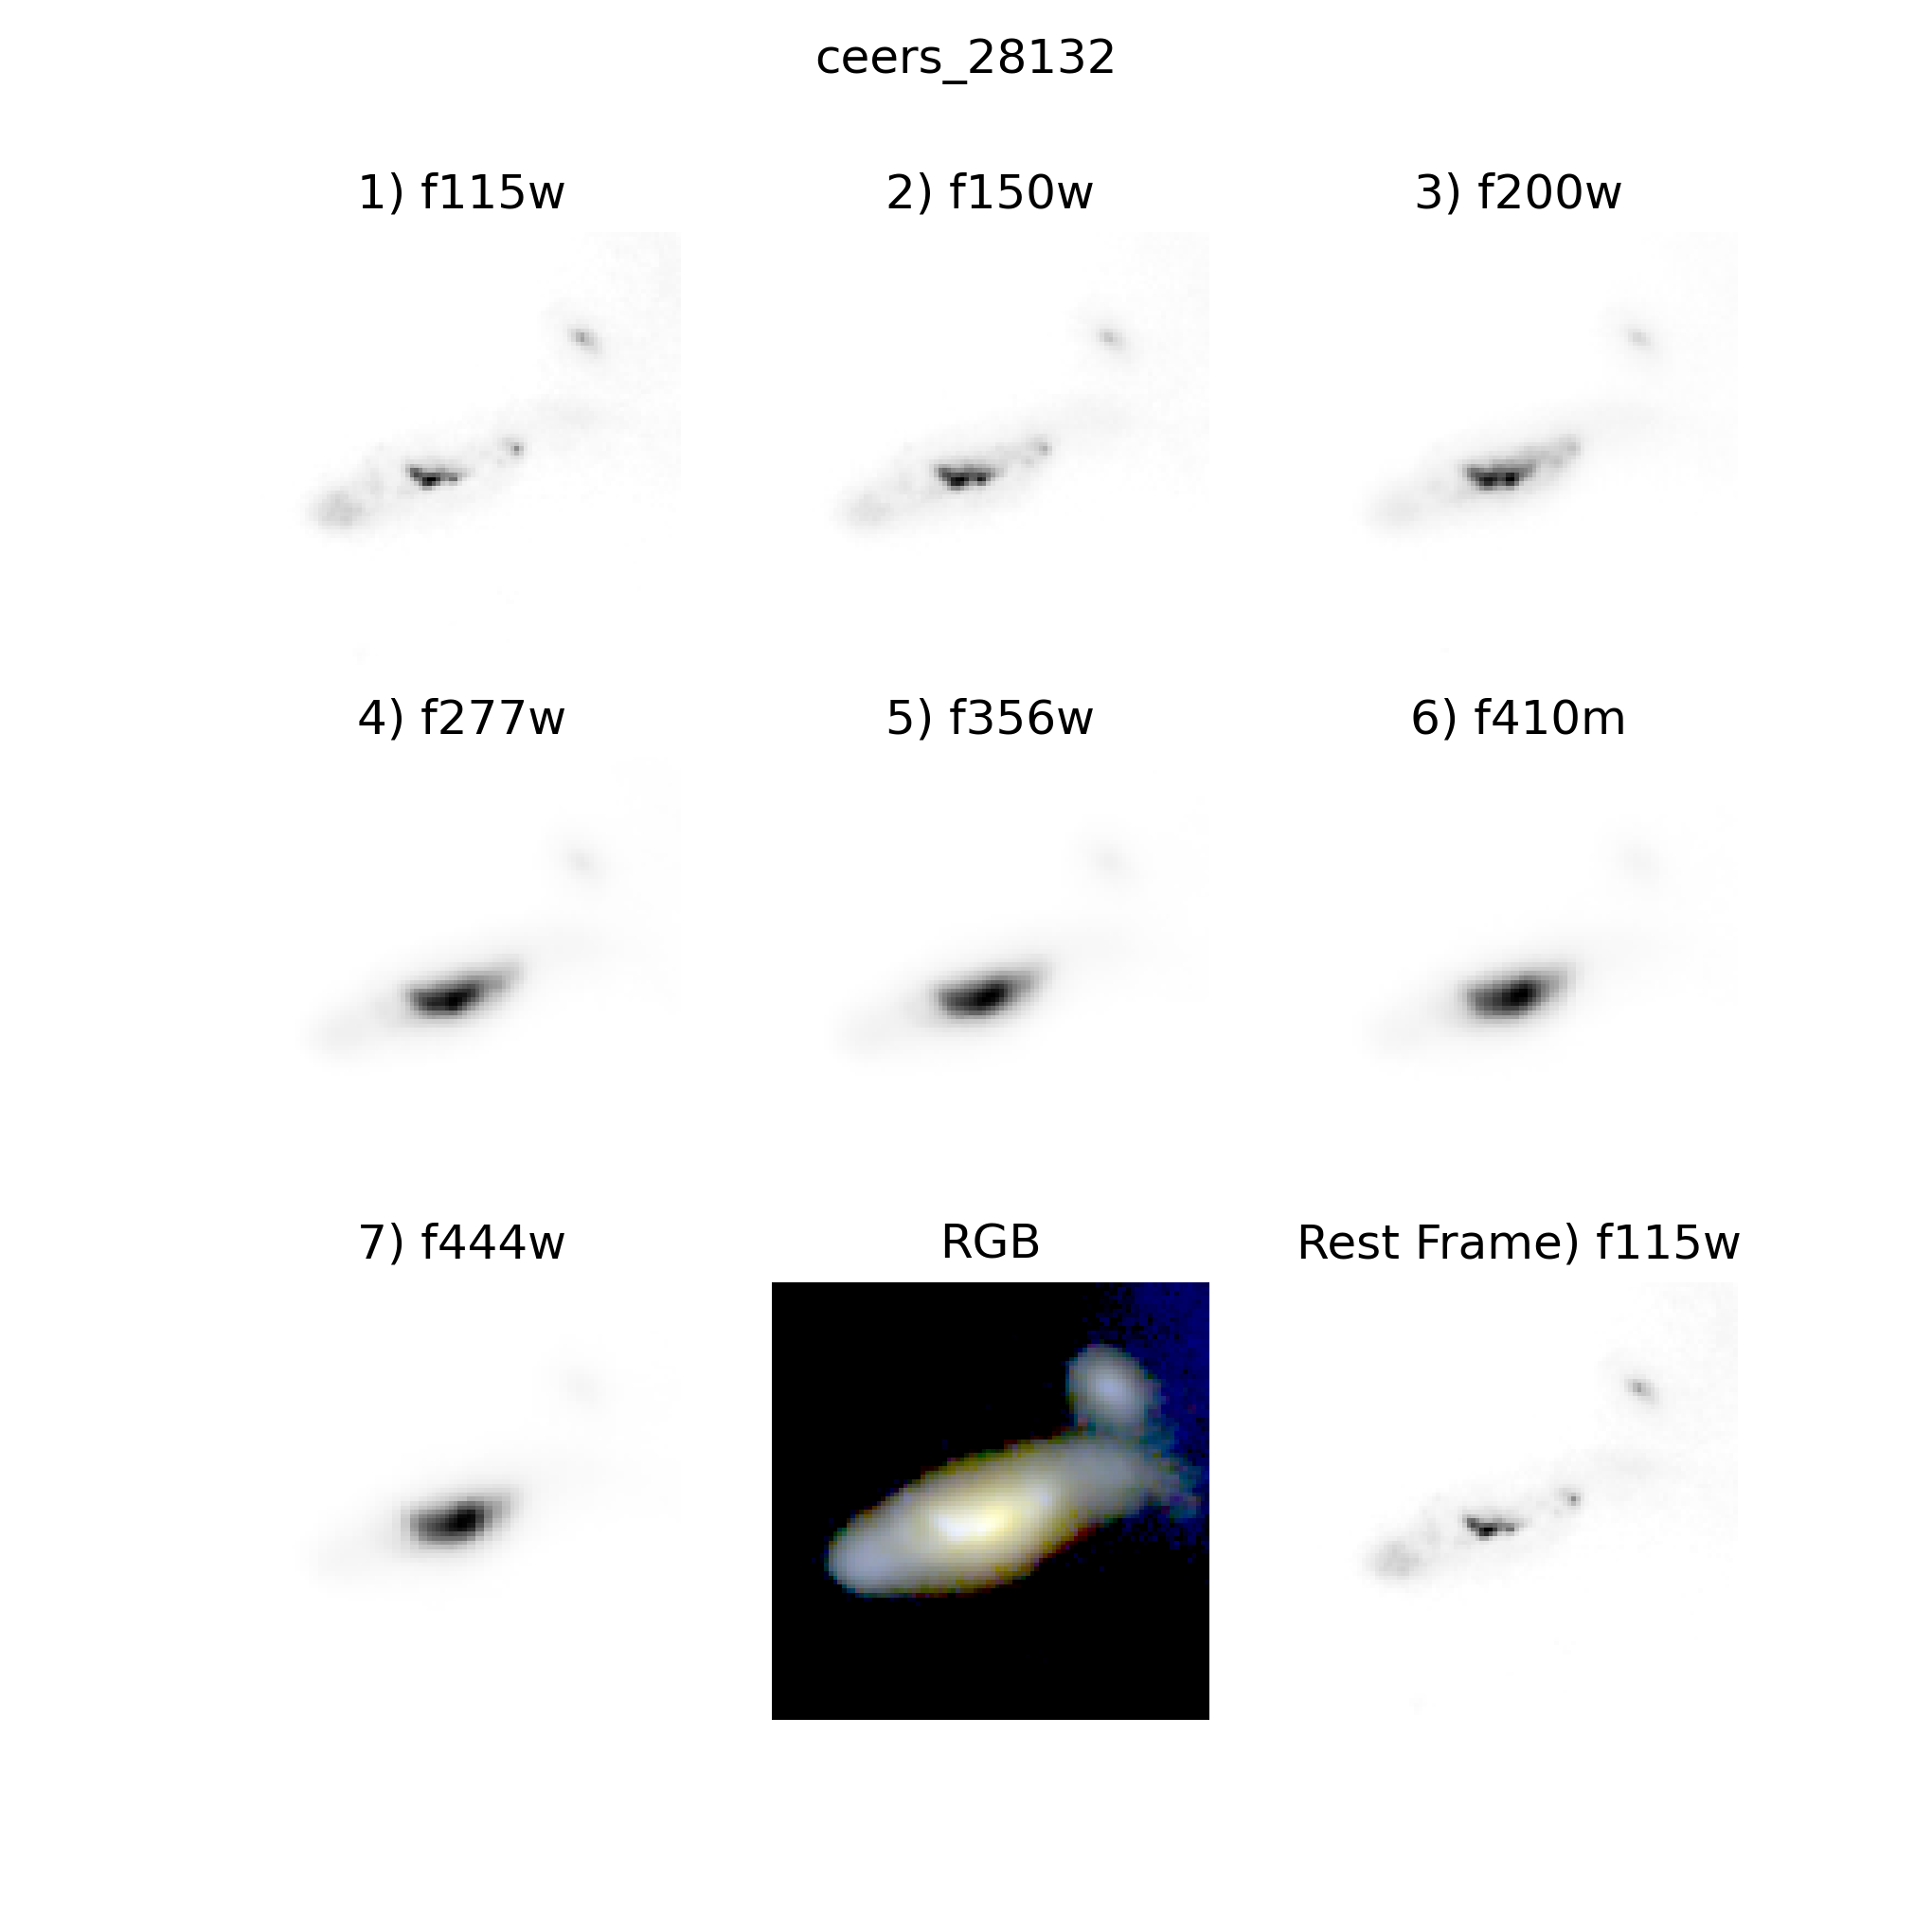 ceers_28132
1) f115w
2) f150w
3) f200w
4) f277w
5) f356w
6) f410m
7) f444w
RGB
Rest Frame) f115w